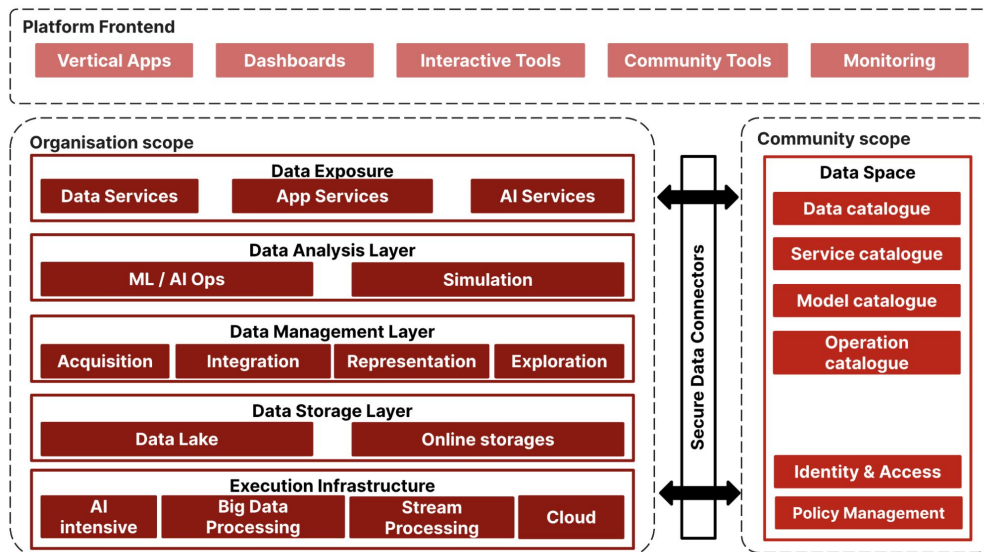 Platform Frontend
Vertical Apps
Dashboards
Interactive Tools
Community Tools
Monitoring
Organisation scope
Data Exposure
Data Services
App Services
AI Services
Data Analysis Layer
ML / AI Ops
Simulation
Data Management Layer
Acquisition
Integration
Representation
Exploration
Data Storage Layer
Data Lake
Online storages
Execution Infrastructure
AI
intensive
Big Data
Processing
Stream
Processing
Cloud
Secure Data Connectors
Community scope
Data Space
Data catalogue
Service catalogue
Model catalogue
Operation
catalogue
Identity & Access
Policy Management